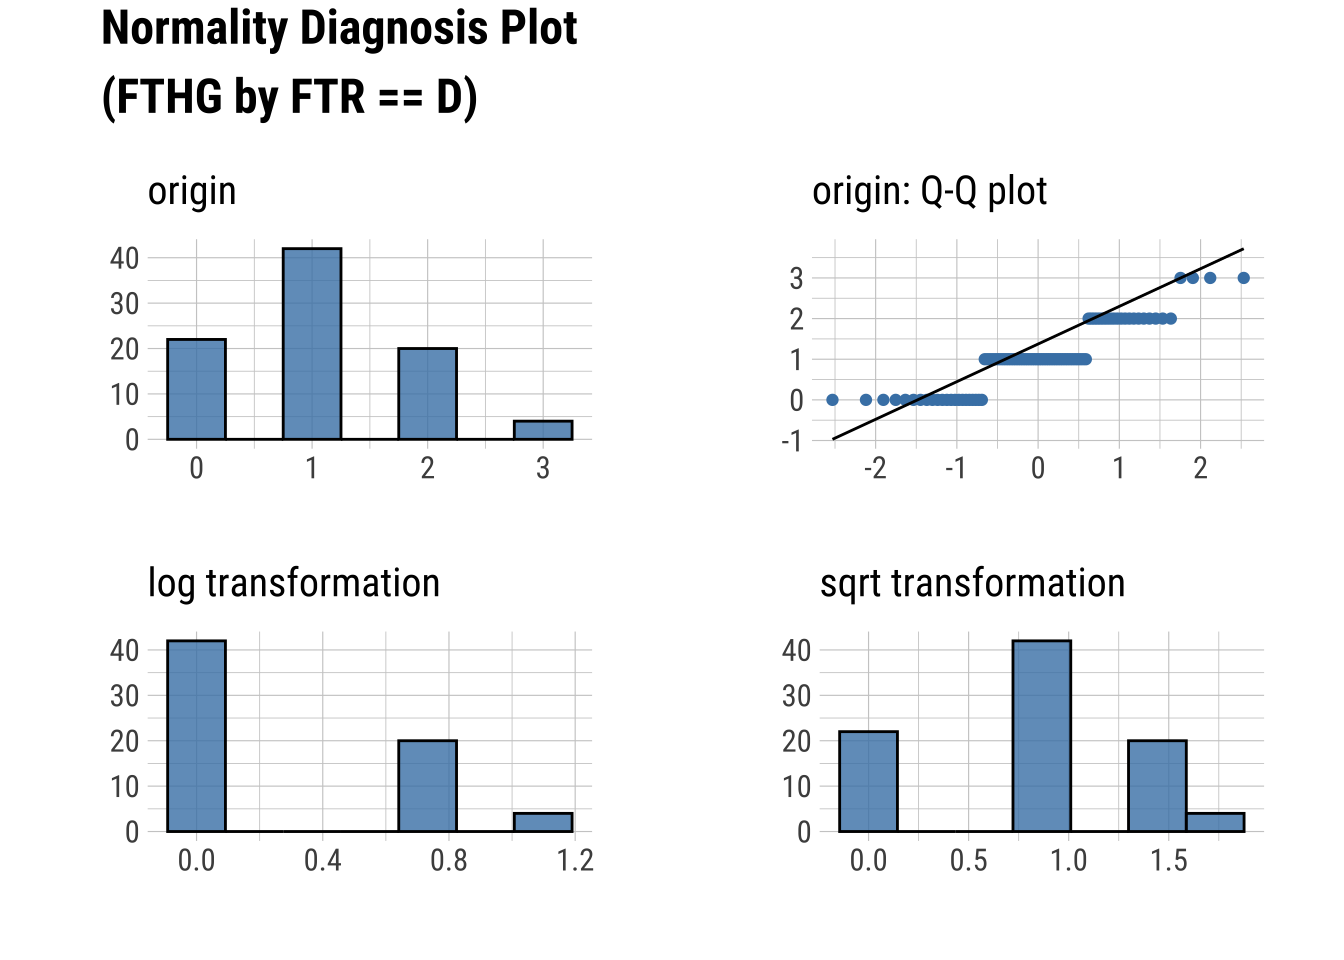 Normality Diagnosis Plot
(FTHG by FTR == D)
origin
40
30
20
10
0
0 1 2 3
origin: Q-Q plot
3
2
1
0
-1
-2 -1 0 1 2
log transformation
40
30
20
10
0
0.0 0.4 0.8 1.2
sqrt transformation
40
30
20
10
0
0.0 0.5 1.0 1.5